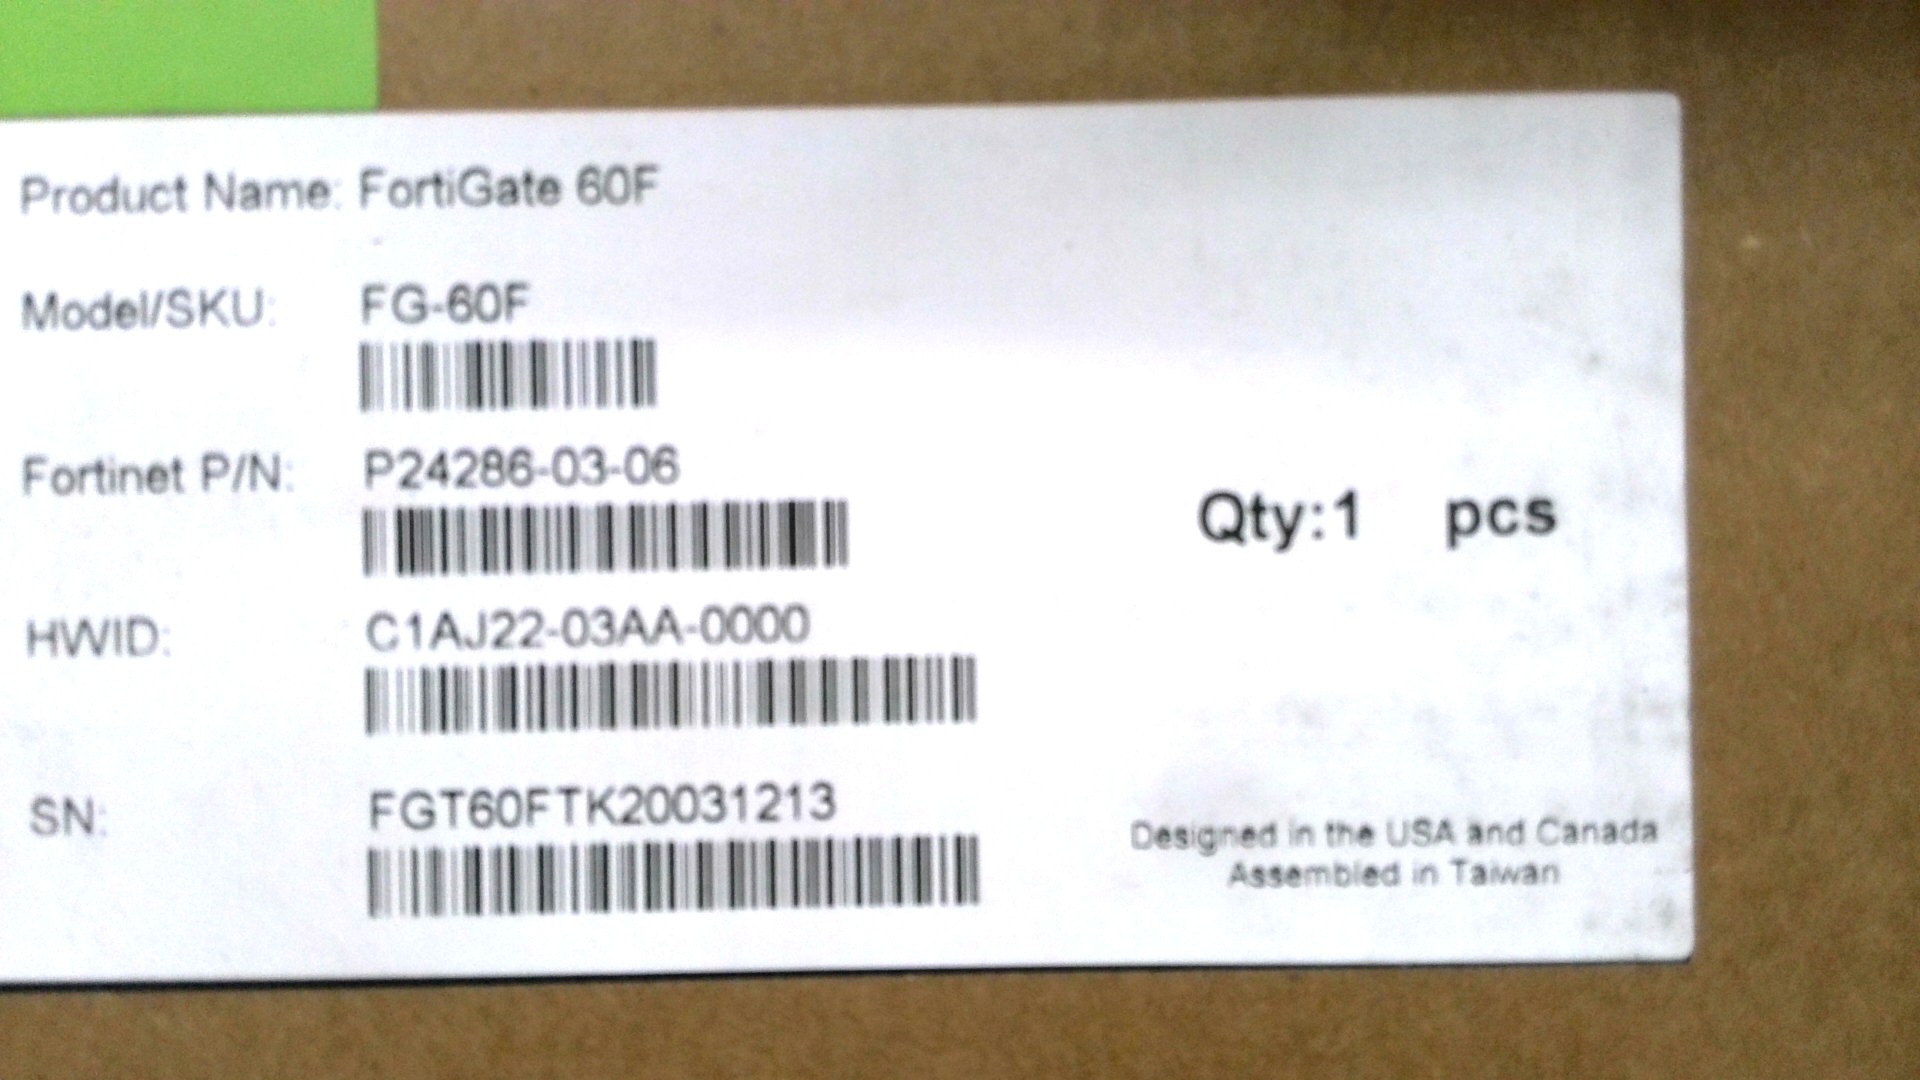 Product Name: FortiGate 60F
Model/SKU: FG-60F
Fortinet P/N: P24286-03-06
Qty:1 pcs
HWID: C1AJ22-03AA-0000
SN: FGT60FTK20031213
Designed in the USA and Canada
Assembled in Taiwan